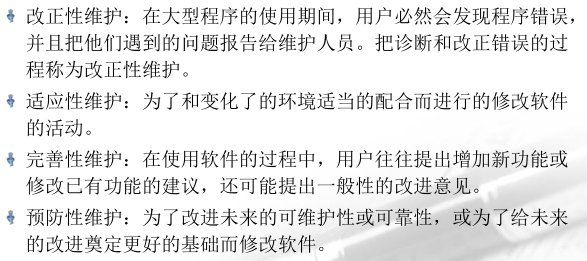 改正性维护：在大型程序的使用期间，用户必然会发现程序错误，
并且把他们遇到的问题报告给维护人员。把诊断和改正错误的过
程称为改正性维护。
适应性维护：为了和变化了的环境适当的配合而进行的修改软件
的活动。
完善性维护：在使用软件的过程中，用户往往提出增加新功能或
修改已有功能的建议，还可能提出一般性的改进意见。
预防性维护：为了改进未来的可维护性或可靠性，或为了给未来
的改进奠定更好的基础而修改软件。